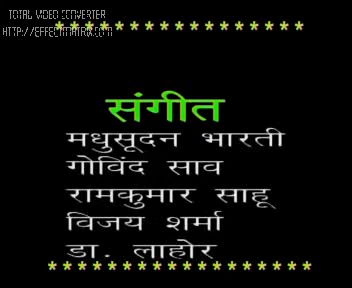 TOTAL VIDEO CONVERTER
HTTP://EFFECTMATRIX.COM
* * * * * * * * * * * * * * * * *
संगीत
मधुसूदन भारती
गोविंद साव
रामकुमार साहू
विजय शर्मा
डा. लाहोर
* * * * * * * * * * * * * * * * * *